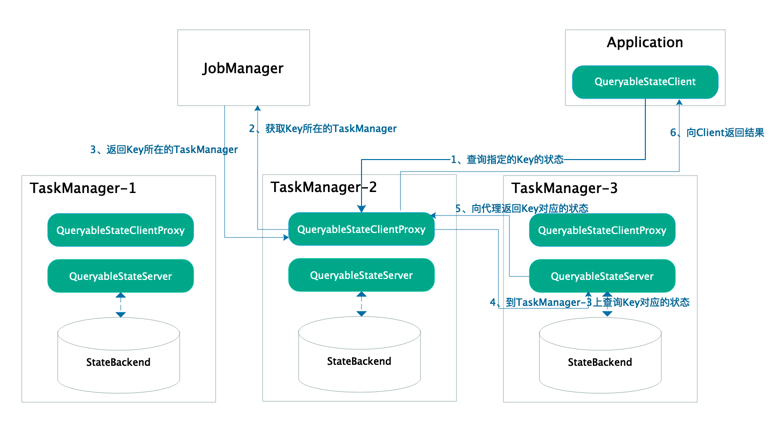 Application
JobManager
QueryableStateClient
2、获取Key所在的TaskManager
6、向Client返回结果
3、返回Key所在的TaskManager
1、查询指定的Key的状态
TaskManager-1
TaskManager-2
TaskManager-3
5、向代理返回Key对应的状态
QueryableStateClientProxy
QueryableStateClientProxy
QueryableStateClientProxy
QueryableStateServer
QueryableStateServer
QueryableStateServer
4、到TaskManager-3上查询Key对应的状态
StateBackend
StateBackend
StateBackend